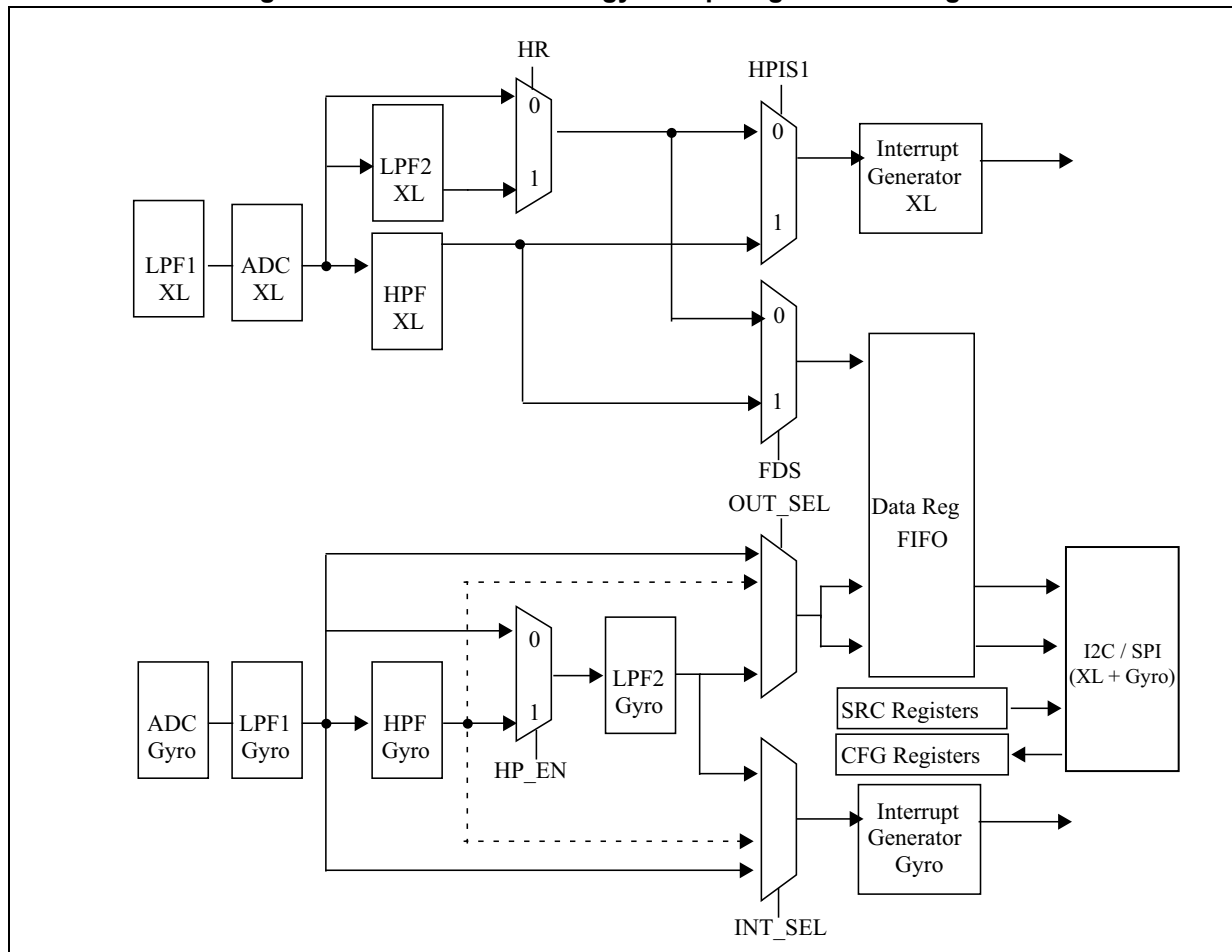 HR
HPIS1
0
1
LPF2
XL
0
1
Interrupt
Generator
XL
LPF1
XL
ADC
XL
HPF
XL
0
1
FDS
Data Reg
FIFO
OUT_SEL
ADC
Gyro
LPF1
Gyro
HPF
Gyro
0
1
HP_EN
LPF2
Gyro
I2C / SPI
(XL + Gyro)
SRC Registers
CFG Registers
Interrupt
Generator
Gyro
INT_SEL